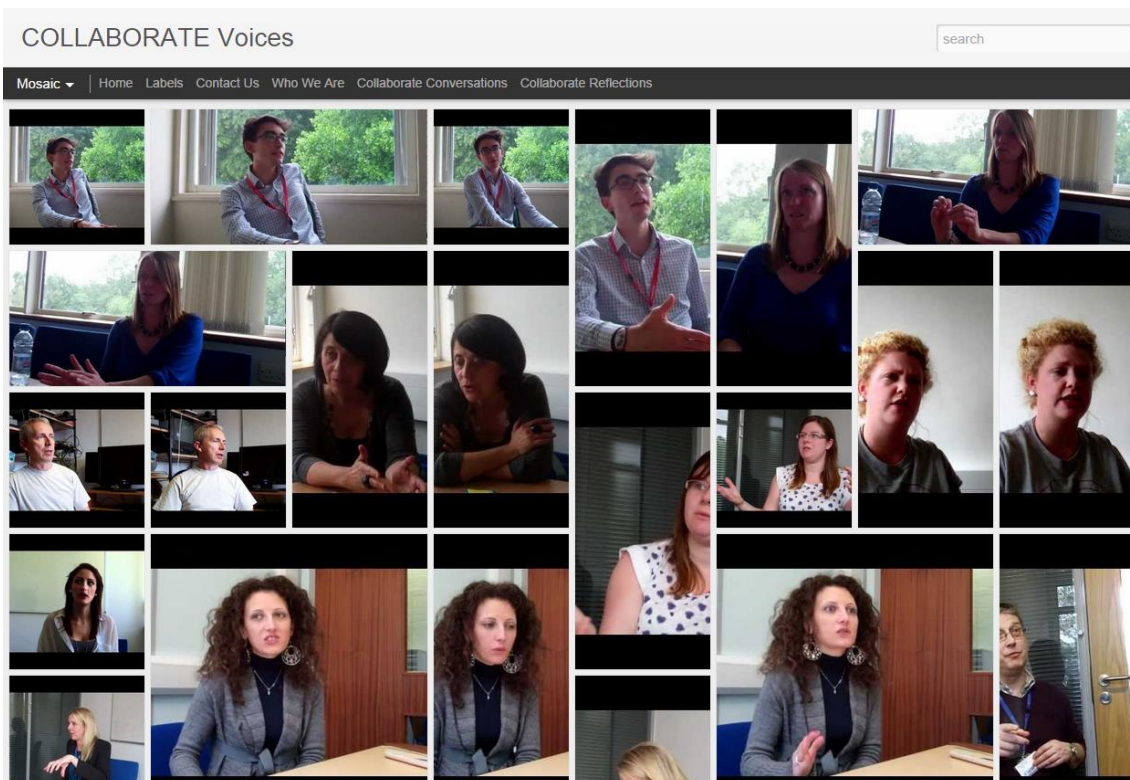 COLLABORATE Voices
search
Mosaic Home Labels Contact Us Who We Are Collaborate Conversations Collaborate Reflections